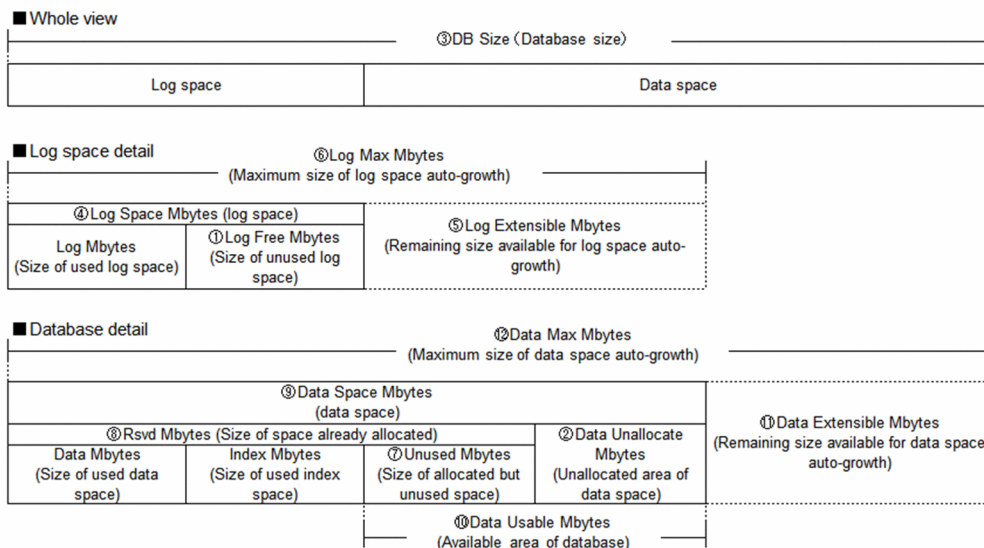 ■ Whole view
③DB Size（Database size）
Log space
Data space
■ Log space detail
⑥Log Max Mbytes
(Maximum size of log space auto-growth)
④Log Space Mbytes (log space)
Log Mbytes
(Size of used log space)
①Log Free Mbytes
(Size of unused log
space)
⑤Log Extensible Mbytes
(Remaining size available for log space auto-
growth)
■ Database detail
⑫Data Max Mbytes
(Maximum size of data space auto-growth)
⑨Data Space Mbytes
(data space)
⑧Rsvd Mbytes (Size of space already allocated)
Data Mbytes
(Size of used data
space)
Index Mbytes
(Size of used index
space)
⑦Unused Mbytes
(Size of allocated but
unused space)
②Data Unallocate
Mbytes
(Unallocated area of
data space)
⑪Data Extensible Mbytes
(Remaining size available for data space
auto-growth)
⑩Data Usable Mbytes
(Available area of database)